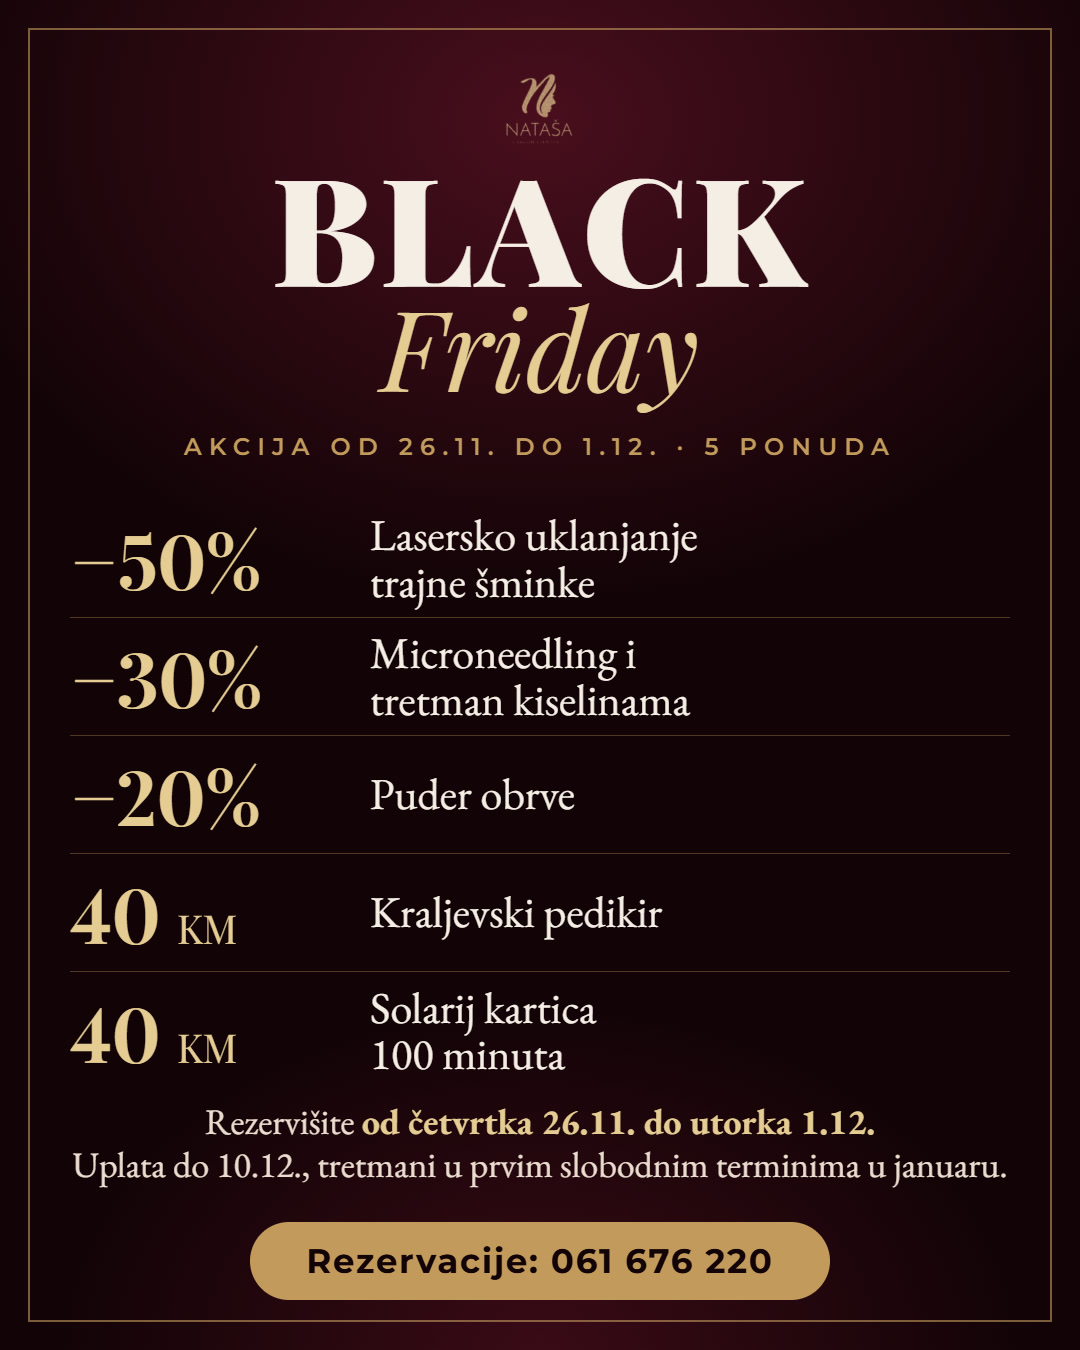 NATAŠA
BLACK
Friday
AKCIJA OD 26.11. DO 1.12. · 5 PONUDA
–50%
Lasersko uklanjanje
trajne šminke
–30%
Microneedling i
tretman kiselinama
–20%
Puder obrve
40 KM
Kraljevski pedikir
40 KM
Solarij kartica
100 minuta
Rezervišite od četvrtka 26.11. do utorka 1.12.
Uplata do 10.12., tretmani u prvim slobodnim terminima u januaru.
Rezervacije: 061 676 220